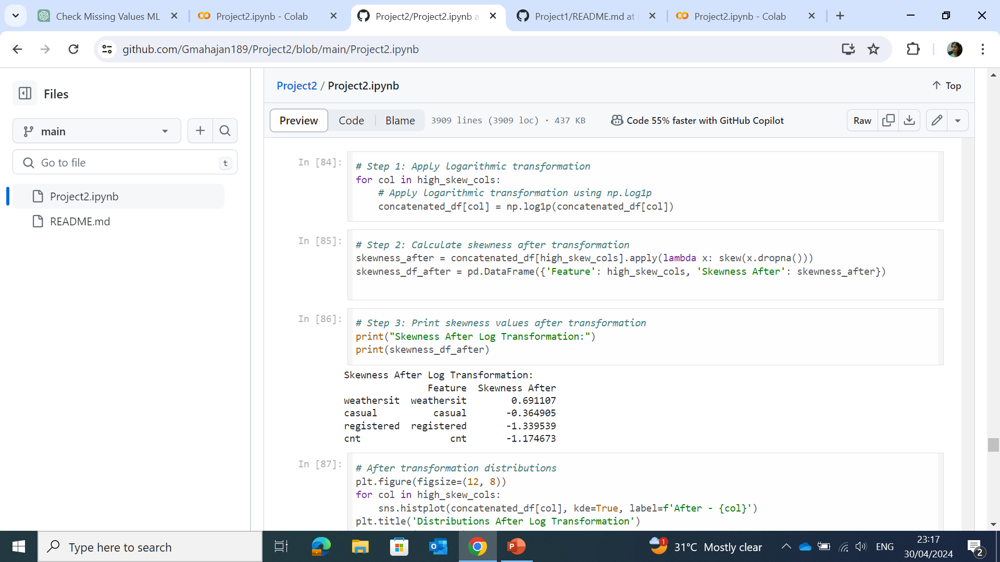 Check Missing Values ML
Project2.ipynb - Colab
Project2/Project2.ipynb a
Project1/README.md at
Project2.ipynb - Colab
github.com/Gmahajan189/Project2/blob/main/Project2.ipynb
Files
main
Go to file
t
Project2.ipynb
README.md
Project2 / Project2.ipynb
Top
Preview
Code
Blame
3909 lines (3909 loc) · 437 KB
Code 55% faster with GitHub Copilot
Raw
In [84]:
# Step 1: Apply logarithmic transformation
for col in high_skew_cols:
    # Apply logarithmic transformation using np.log1p
    concatenated_df[col] = np.log1p(concatenated_df[col])
In [85]:
# Step 2: Calculate skewness after transformation
skewness_after = concatenated_df[high_skew_cols].apply(lambda x: skew(x.dropna()))
skewness_df_after = pd.DataFrame({'Feature': high_skew_cols, 'Skewness After': skewness_after})
In [86]:
# Step 3: Print skewness values after transformation
print("Skewness After Log Transformation:")
print(skewness_df_after)
Skewness After Log Transformation:
               Feature  Skewness After
weathersit  weathersit        0.691107
casual          casual       -0.364905
registered  registered       -1.339539
cnt                cnt       -1.174673
In [87]:
# After transformation distributions
plt.figure(figsize=(12, 8))
for col in high_skew_cols:
    sns.histplot(concatenated_df[col], kde=True, label=f'After - {col}')
plt.title('Distributions After Log Transformation')
Type here to search
1
31°C Mostly clear
ENG
23:17
30/04/2024
2